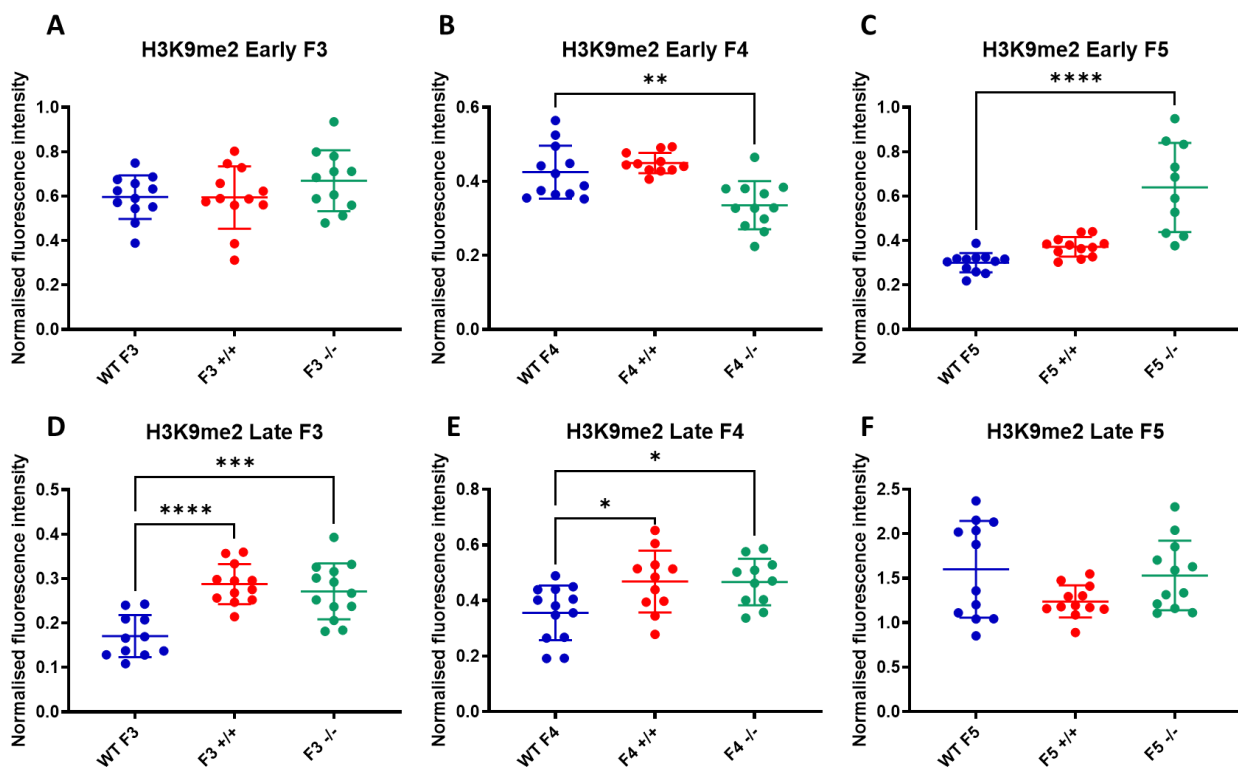 A
H3K9me2 Early F3
Normalised fluorescence intensity
1.0
0.8
0.6
0.4
0.2
0.0
WT F3
F3 +/+
F3 -/-
B
H3K9me2 Early F4
**
Normalised fluorescence intensity
0.6
0.4
0.2
0.0
WT F4
F4 +/+
F4 -/-
C
H3K9me2 Early F5
****
Normalised fluorescence intensity
1.0
0.8
0.6
0.4
0.2
0.0
WT F5
F5 +/+
F5 -/-
D
H3K9me2 Late F3
***
****
Normalised fluorescence intensity
0.5
0.4
0.3
0.2
0.1
0.0
WT F3
F3 +/+
F3 -/-
E
H3K9me2 Late F4
*
*
Normalised fluorescence intensity
0.8
0.6
0.4
0.2
0.0
WT F4
F4 +/+
F4 -/-
F
H3K9me2 Late F5
Normalised fluorescence intensity
2.5
2.0
1.5
1.0
0.5
0.0
WT F5
F5 +/+
F5 -/-